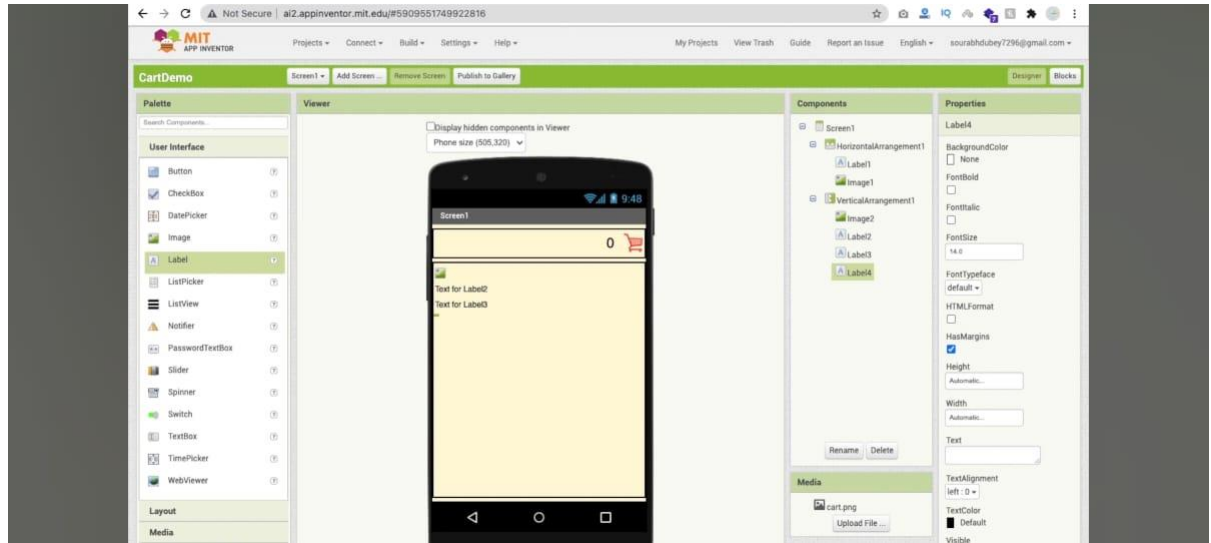 Not Secure | ai2.appinventor.mit.edu/#5909551749922816
MIT
APP INVENTOR
Projects Connect Build Settings Help My Projects View Trash Guide Report an Issue English sourabhdubey7296@gmail.com
CartDemo Screen1 Add Screen ... Remove Screen Publish to Gallery Designer Blocks
Palette
Search Components...
User Interface
Button
CheckBox
DatePicker
Image
Label
ListPicker
ListView
Notifier
PasswordTextBox
Slider
Spinner
Switch
TextBox
TimePicker
WebViewer
Layout
Media
Viewer
Display hidden components in Viewer
Phone size (505,320)
9:48
Screen1
0
Text for Label2
Text for Label3
Components
Screen1
HorizontalArrangement1
Label1
Image1
VerticalArrangement1
Image2
Label2
Label3
Label4
Rename Delete
Media
cart.png
Upload File ...
Properties
Label4
BackgroundColor
None
FontBold
FontItalic
FontSize
14.0
FontTypeface
default
HTMLFormat
HasMargins
Height
Automatic...
Width
Automatic...
Text
TextAlignment
left : 0
TextColor
Default
Visible